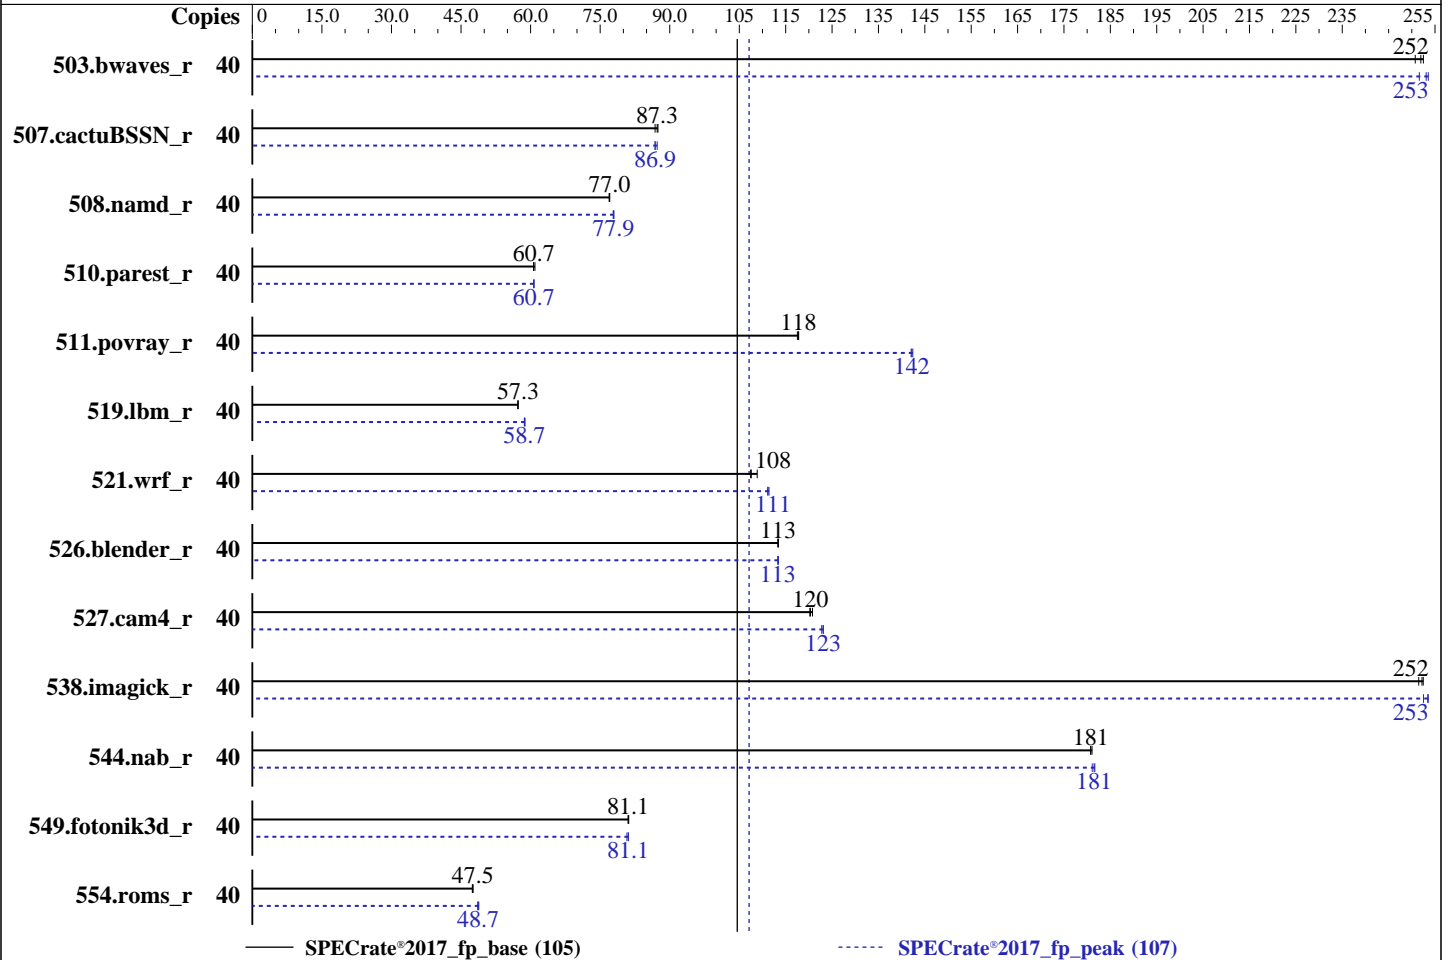 Copies 0 15.0 30.0 45.0 60.0 75.0 90.0 105 115 125 135 145 155 165 175 185 195 205 215 225 235 255
503.bwaves_r 40 252
253
507.cactuBSSN_r 40 87.3
86.9
508.namd_r 40 77.0
77.9
510.parest_r 40 60.7
60.7
511.povray_r 40 118
142
519.lbm_r 40 57.3
58.7
521.wrf_r 40 108
111
526.blender_r 40 113
113
527.cam4_r 40 120
123
538.imagick_r 40 252
253
544.nab_r 40 181
181
549.fotonik3d_r 40 81.1
81.1
554.roms_r 40 47.5
48.7
SPECrate®2017_fp_base (105) SPECrate®2017_fp_peak (107)